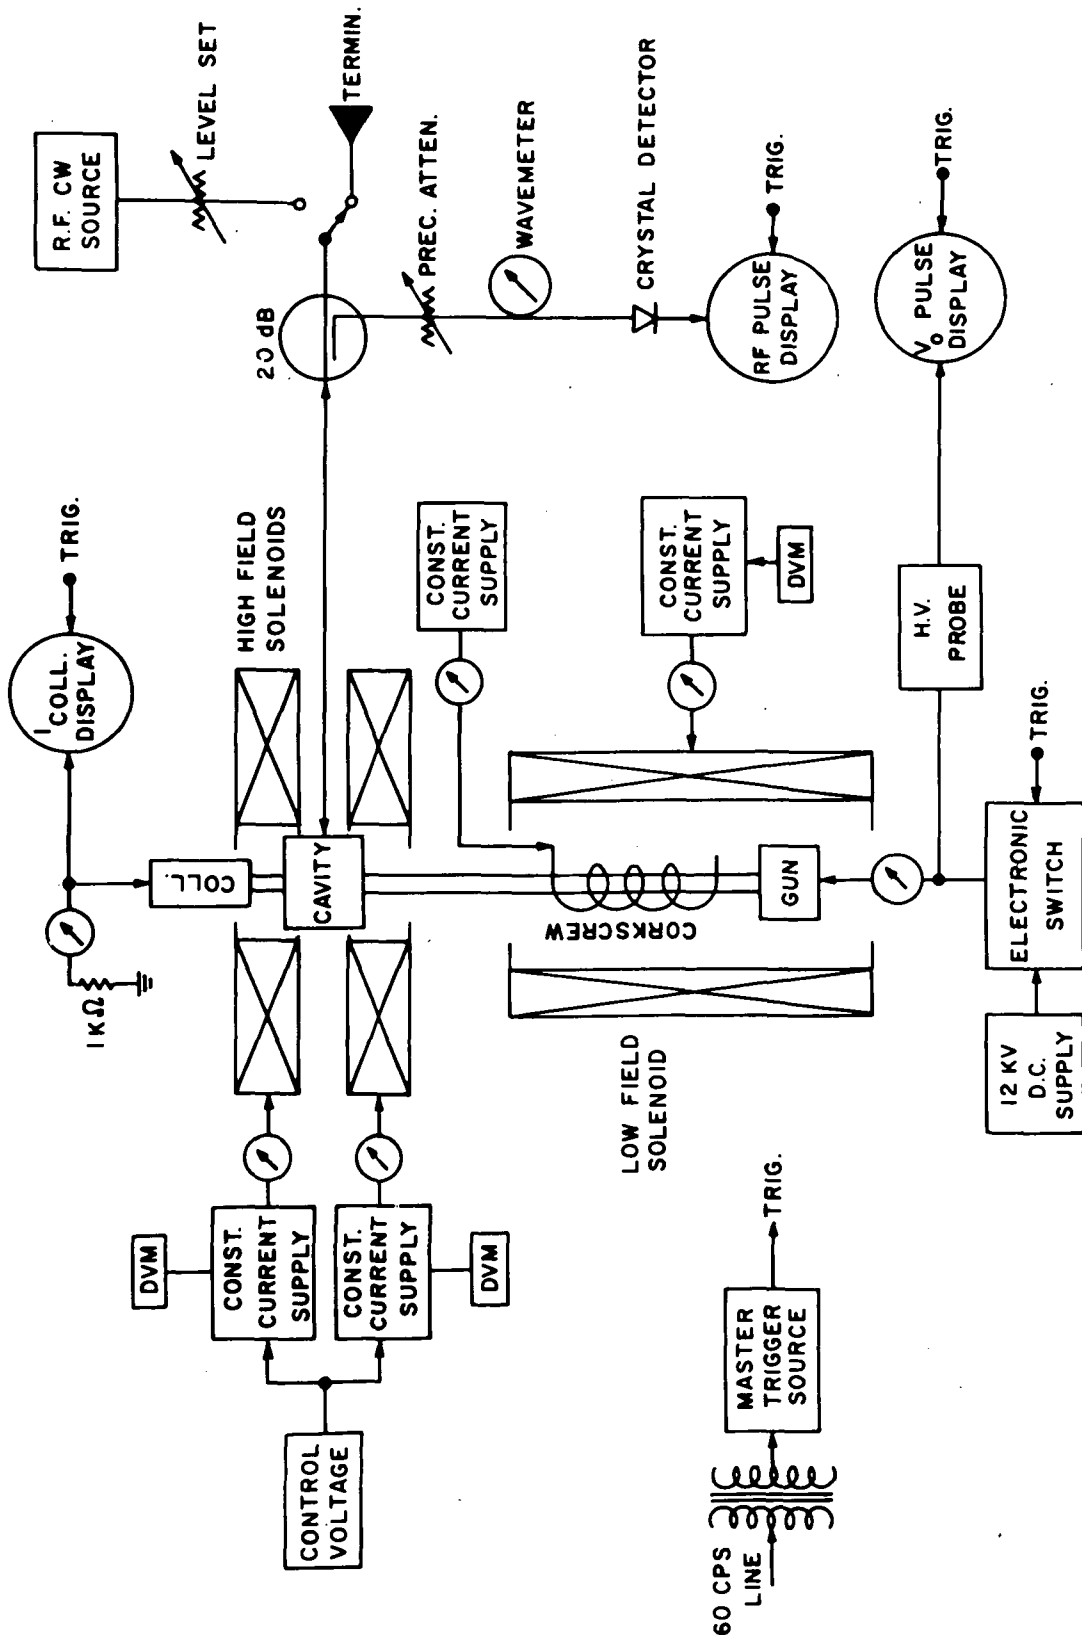 60 CPS
LINE
MASTER
TRIGGER
SOURCE
TRIG.
CONTROL
VOLTAGE
DVM
CONST.
CURRENT
SUPPLY
CONST.
CURRENT
SUPPLY
DVM
1 KΩ
I COLL.
DISPLAY
TRIG.
COLL.
CAVITY
HIGH FIELD
SOLENOIDS
LOW FIELD
SOLENOID
CORKSCREW
GUN
CONST.
CURRENT
SUPPLY
CONST.
CURRENT
SUPPLY
DVM
12 KV
D.C.
SUPPLY
ELECTRONIC
SWITCH
TRIG.
H.V.
PROBE
V₀ PULSE
DISPLAY
TRIG.
R.F. CW
SOURCE
LEVEL SET
TERMIN.
20 dB
PREC. ATTEN.
WAVEMETER
CRYSTAL DETECTOR
RF PULSE
DISPLAY
TRIG.